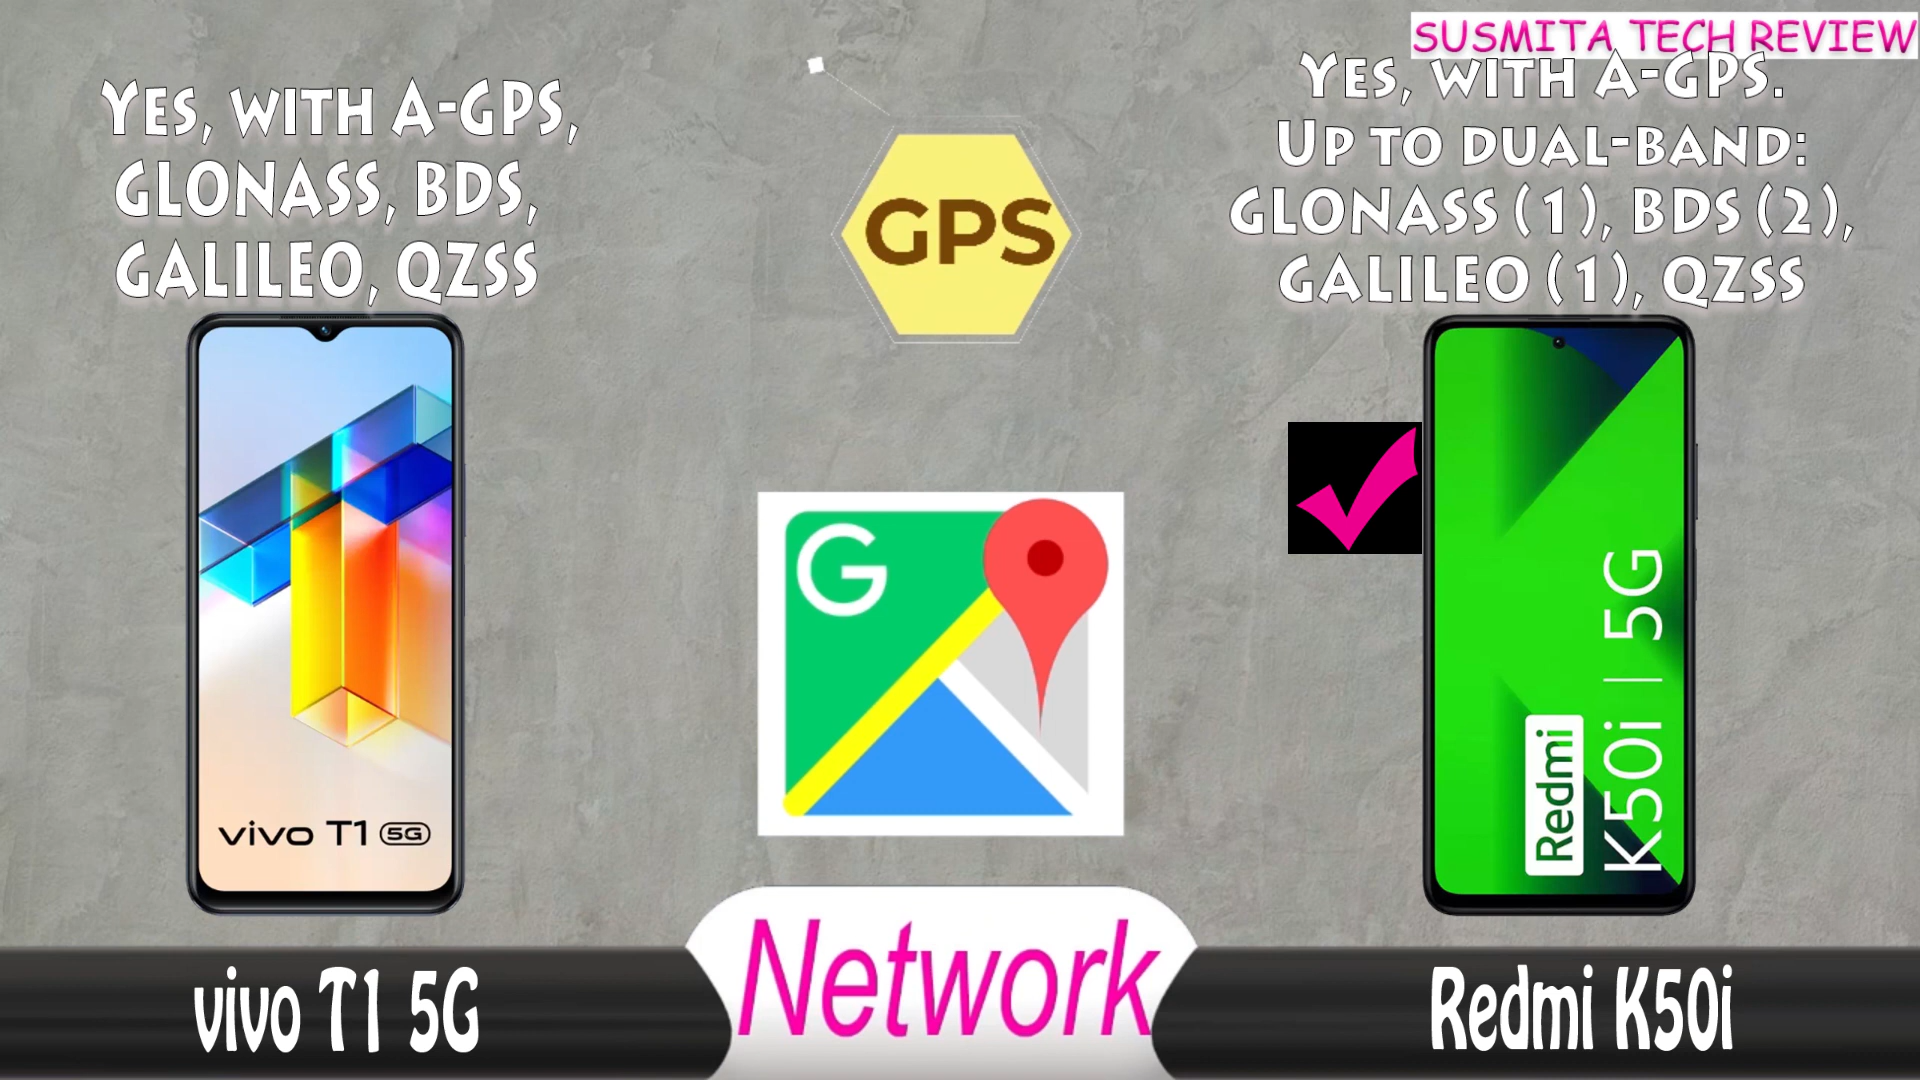 SUSMITA TECH REVIEW
Yes, with A-GPS,
GLONASS, BDS,
GALILEO, QZSS
GPS
Yes, with A-GPS.
Up to dual-band:
GLONASS (1), BDS (2),
GALILEO (1), QZSS
G
vivo T1 5G
Redmi
K50i | 5G
Network
vivo T1 5G
Redmi K50i